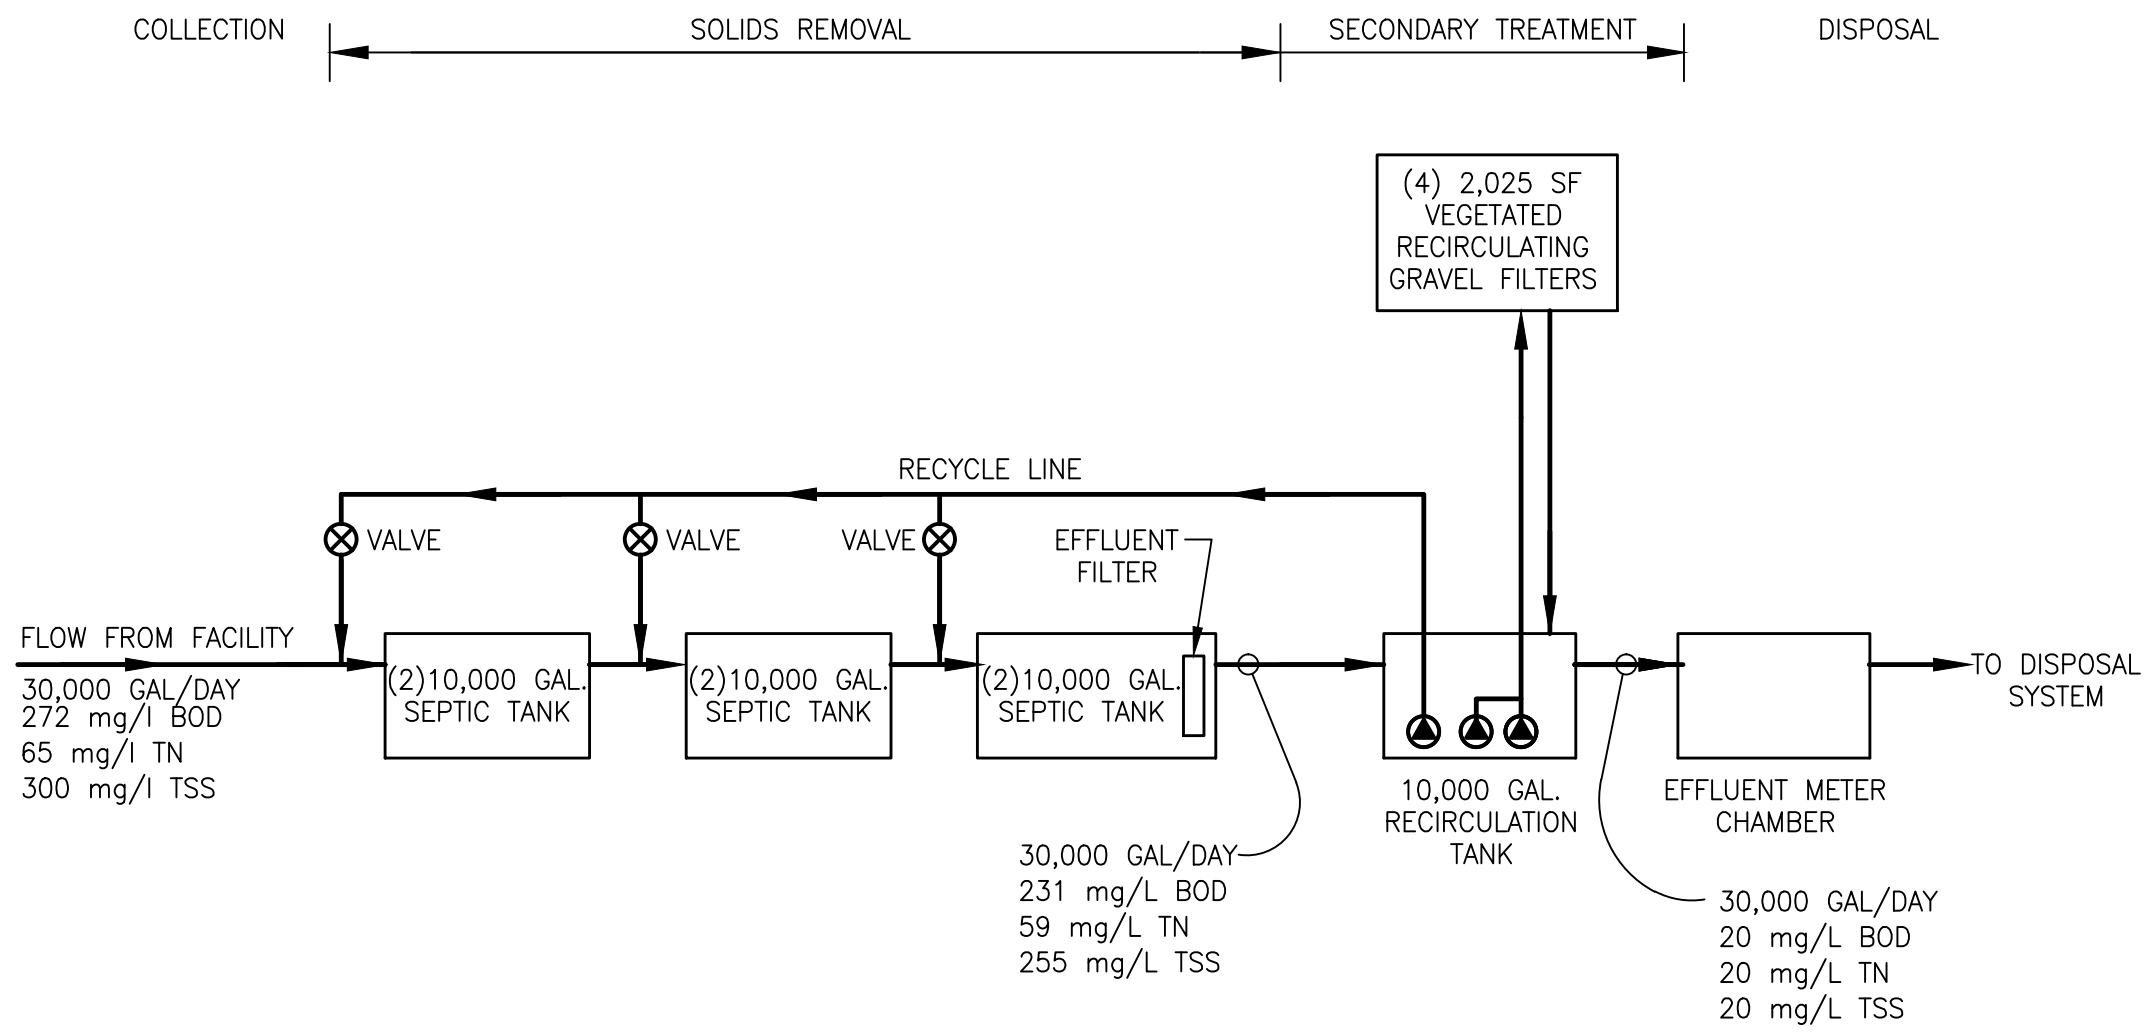 COLLECTION
SOLIDS REMOVAL
SECONDARY TREATMENT
DISPOSAL
(4) 2,025 SF
VEGETATED
RECIRCULATING
GRAVEL FILTERS
RECYCLE LINE
VALVE
VALVE
VALVE
EFFLUENT
FILTER
FLOW FROM FACILITY
30,000 GAL/DAY
272 mg/l BOD
65 mg/l TN
300 mg/l TSS
(2)10,000 GAL.
SEPTIC TANK
(2)10,000 GAL.
SEPTIC TANK
(2)10,000 GAL.
SEPTIC TANK
10,000 GAL.
RECIRCULATION
TANK
EFFLUENT METER
CHAMBER
TO DISPOSAL
SYSTEM
30,000 GAL/DAY
231 mg/L BOD
59 mg/L TN
255 mg/L TSS
30,000 GAL/DAY
20 mg/L BOD
20 mg/L TN
20 mg/L TSS